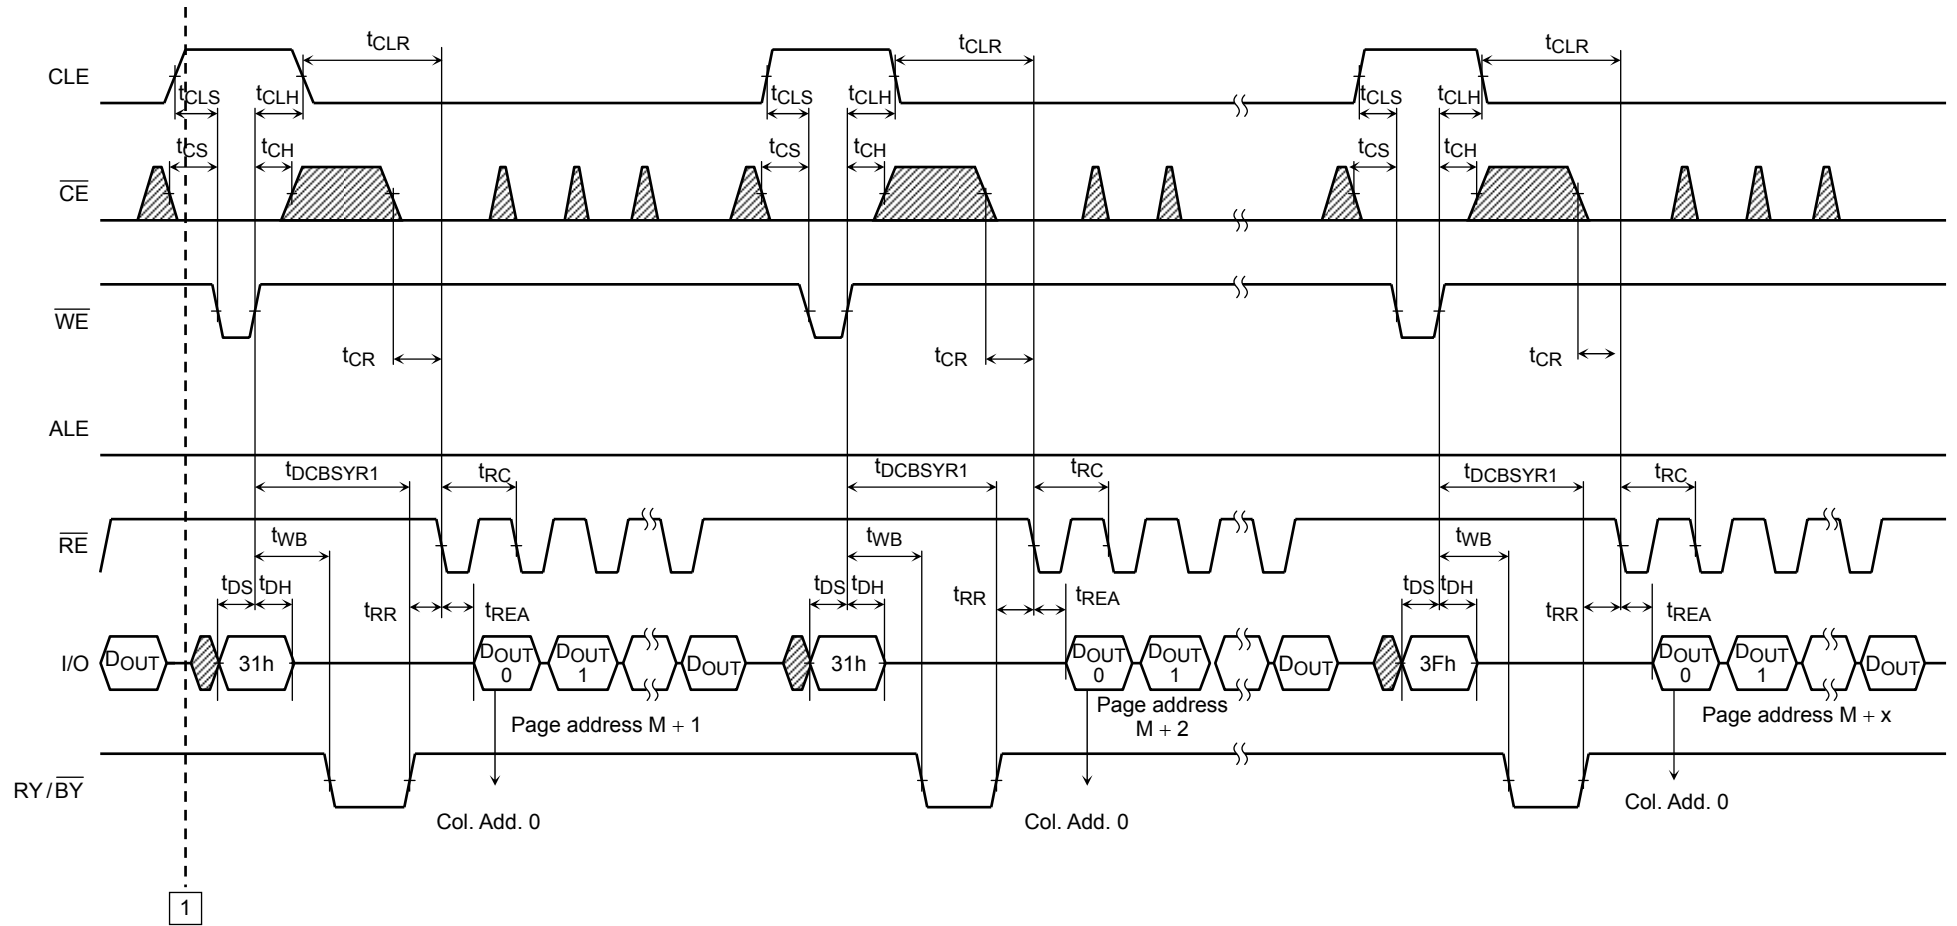 tCLR tCLR tCLR
CLE
tCLS tCLH tCLS tCLH tCLS tCLH
tCS tCH tCS tCH tCS tCH
CE
WE
tCR tCR tCR
ALE
tDCBSYR1 tRC tDCBSYR1 tRC tDCBSYR1 tRC
RE
tWB tWB tWB
tDS tDH tDS tDH tDS tDH
tRR tREA tRR tREA tRR tREA
I/O DOUT 31h DOUT 0 DOUT 1 DOUT 31h DOUT 0 DOUT 1 DOUT 3Fh DOUT 0 DOUT 1 DOUT
Page address M + 1
Page address
M + 2
Page address M + x
RY/BY
Col. Add. 0 Col. Add. 0 Col. Add. 0
1